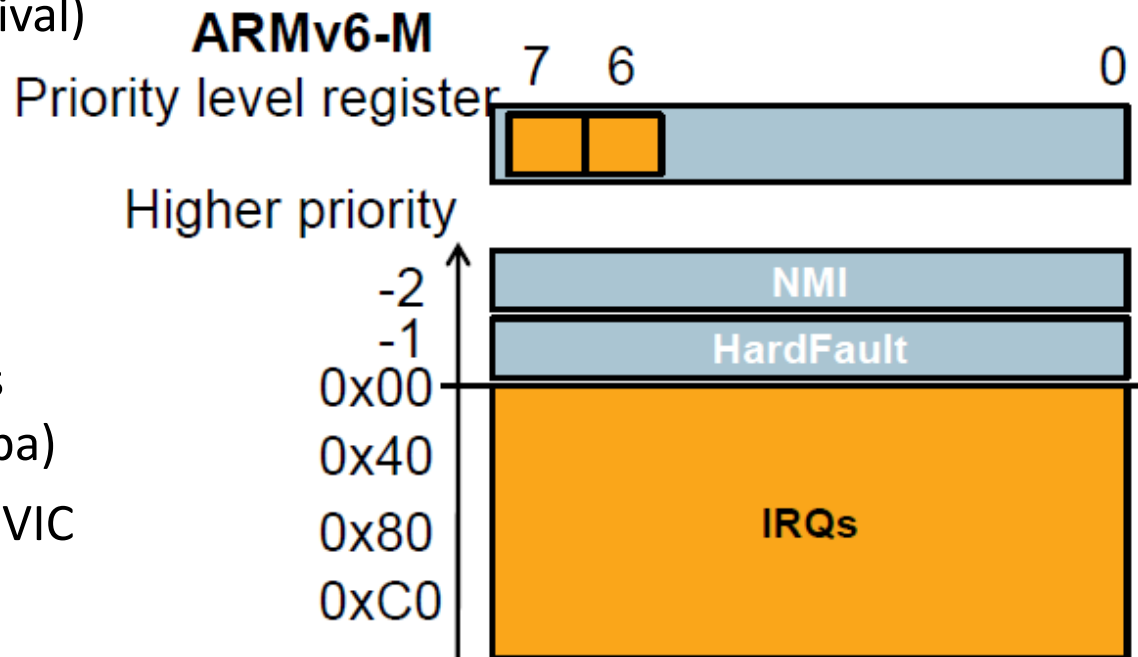 ival)
ARMv6-M
7 6 0
Priority level register
Higher priority
-2 NMI
-1 HardFault
0x00
s
0x40
pa)
0x80 IRQs
VIC
0xC0